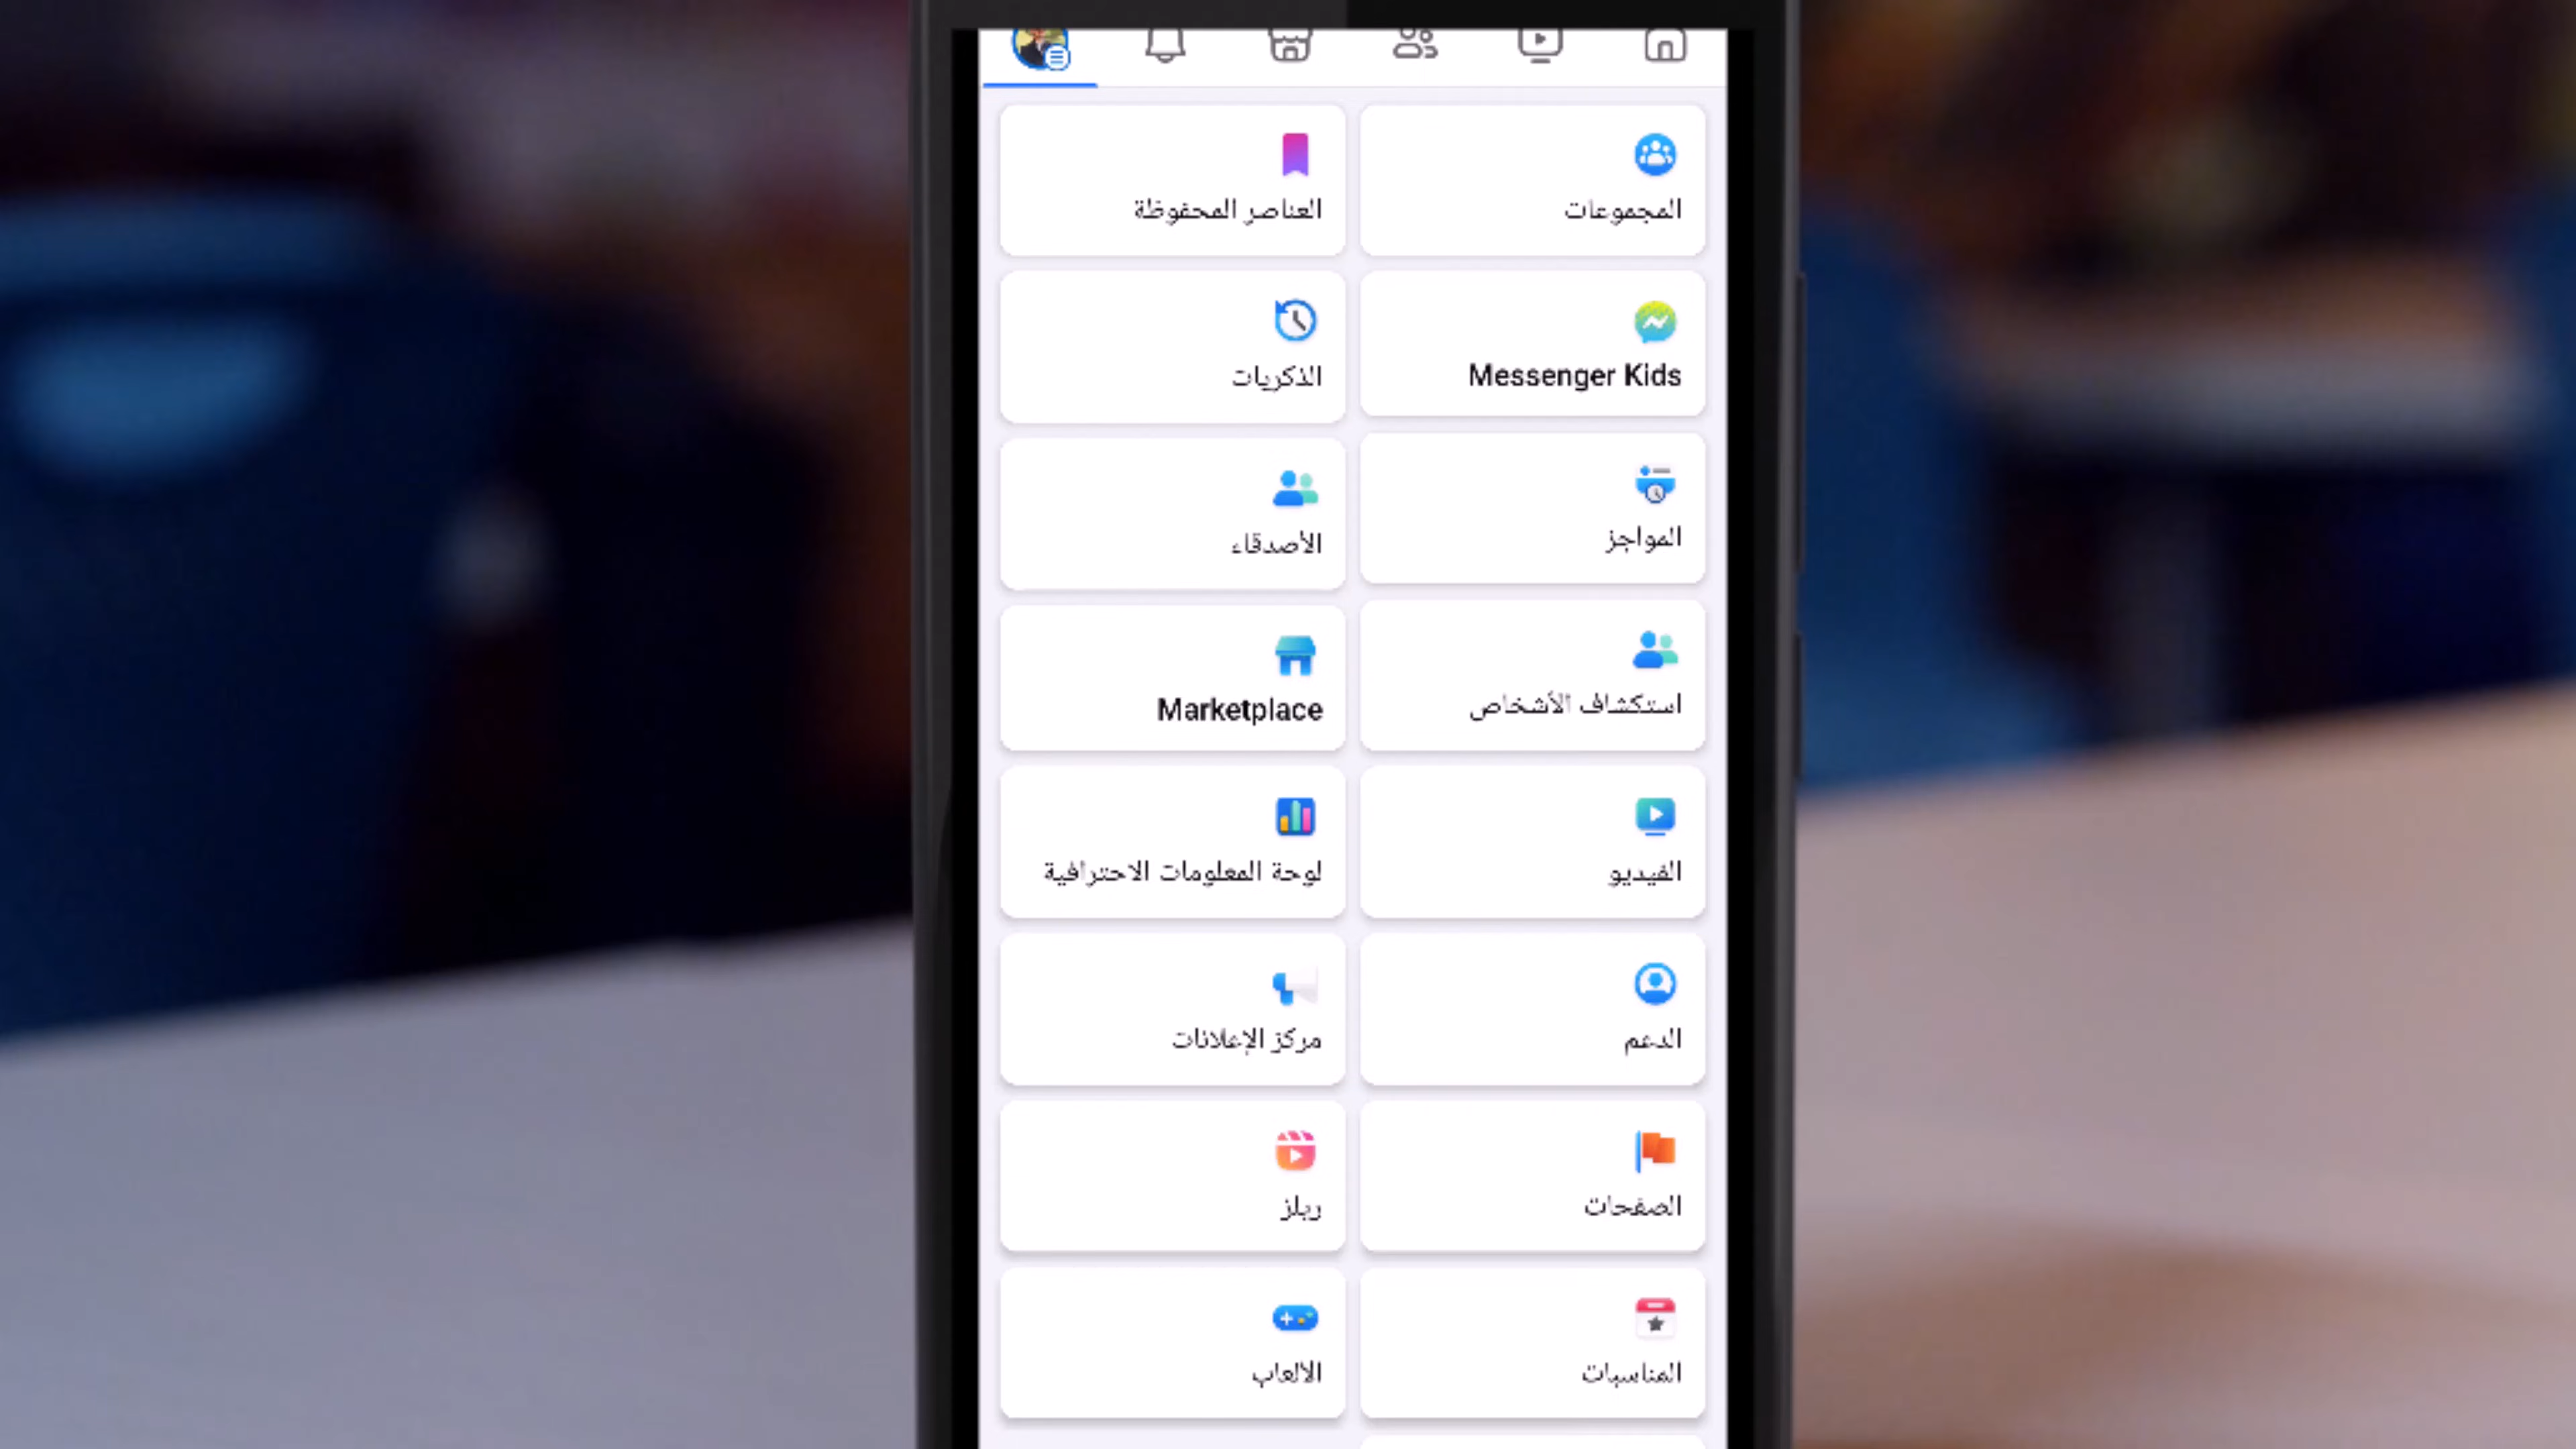 المجموعات
العناصر المحفوظة
Messenger Kids
الذكريات
المواجز
الأصدقاء
استكشاف الأشخاص
Marketplace
الفيديو
لوحة المعلومات الاحترافية
الدعم
مركز الإعلانات
الصفحات
ريلز
المناسبات
الألعاب